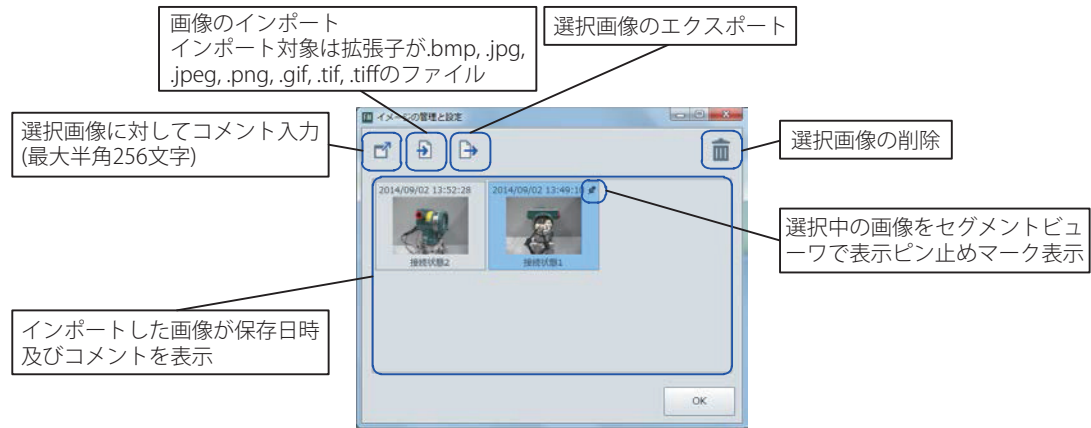 画像のインポート
インポート対象は拡張子が.bmp, .jpg,
.jpeg, .png, .gif, .tif, .tiffのファイル
選択画像のエクスポート
選択画像に対してコメント入力
(最大半角256文字)
イメージの管理と設定
選択画像の削除
2014/09/02 13:52:28
2014/09/02 13:49:10
接続状態2
接続状態1
選択中の画像をセグメントビュ
ーワで表示ピン止めマーク表示
インポートした画像が保存日時
及びコメントを表示
OK